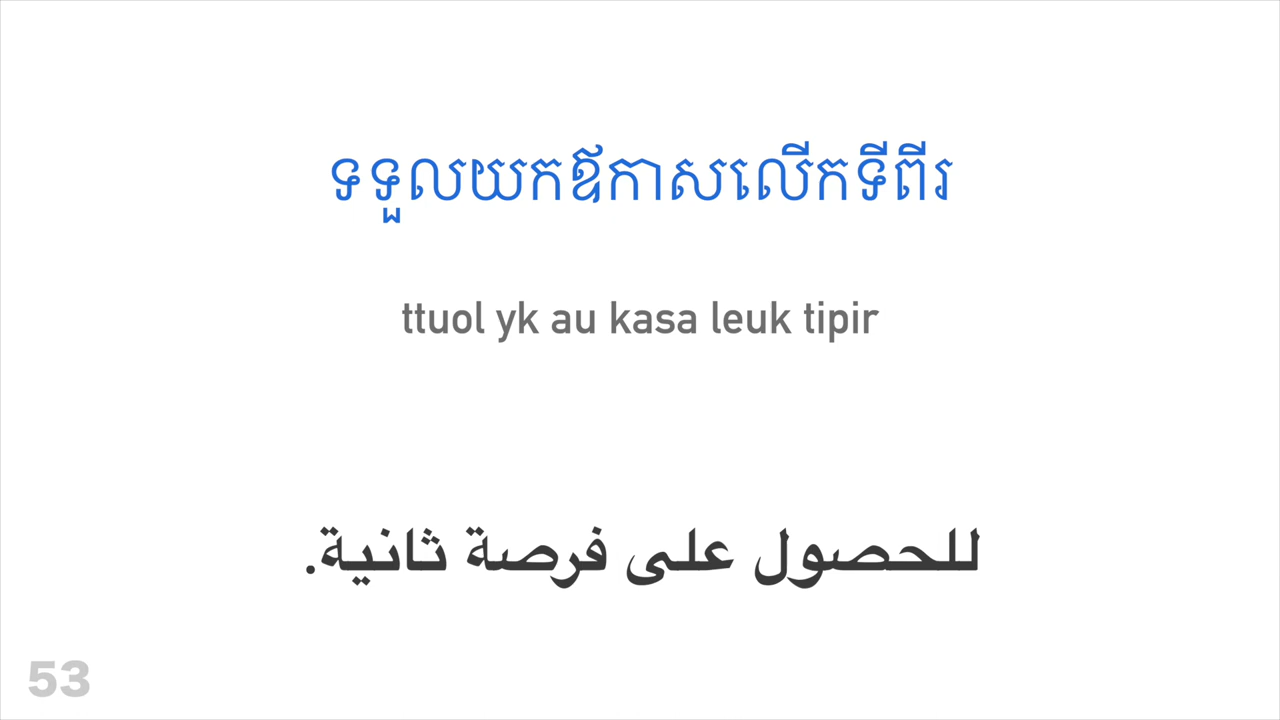 ទទួលយកឱកាសលើកទីពីរ
ttuol yk au kasa leuk tipir
للحصول على فرصة ثانية.
53